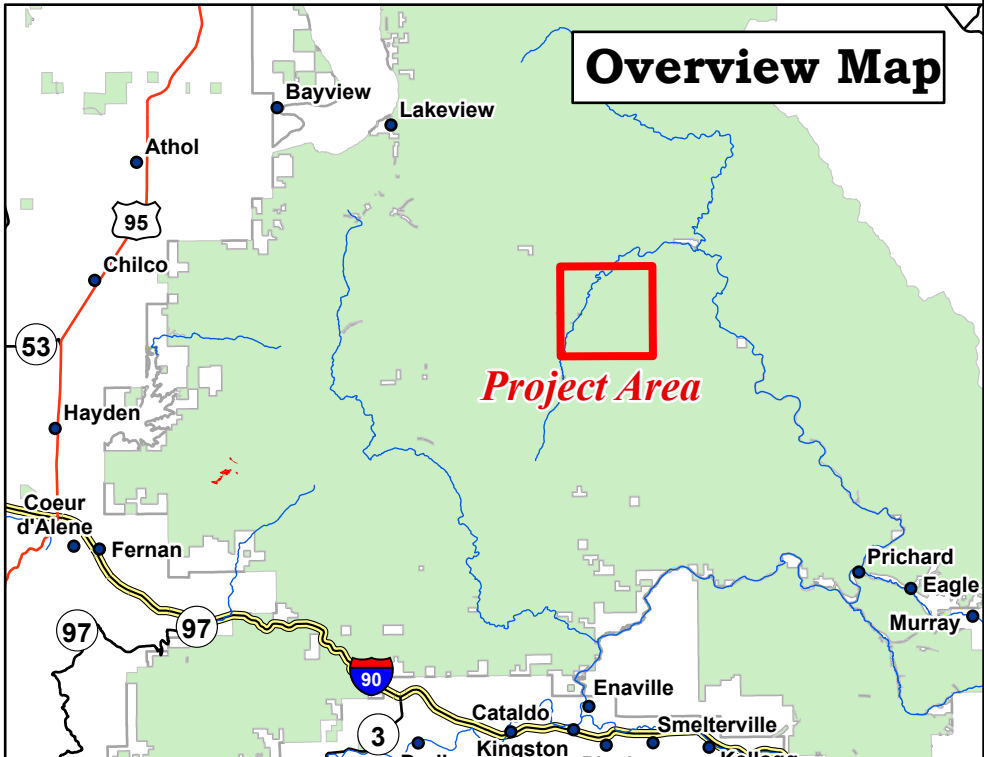 Overview Map
Bayview
Lakeview
Athol
95
Chilco
53
Project Area
Hayden
Coeur
d'Alene
Fernan
Prichard
Eagle
Murray
97
97
90
Enaville
Cataldo
Smelterville
3
Kingston
Kellogg